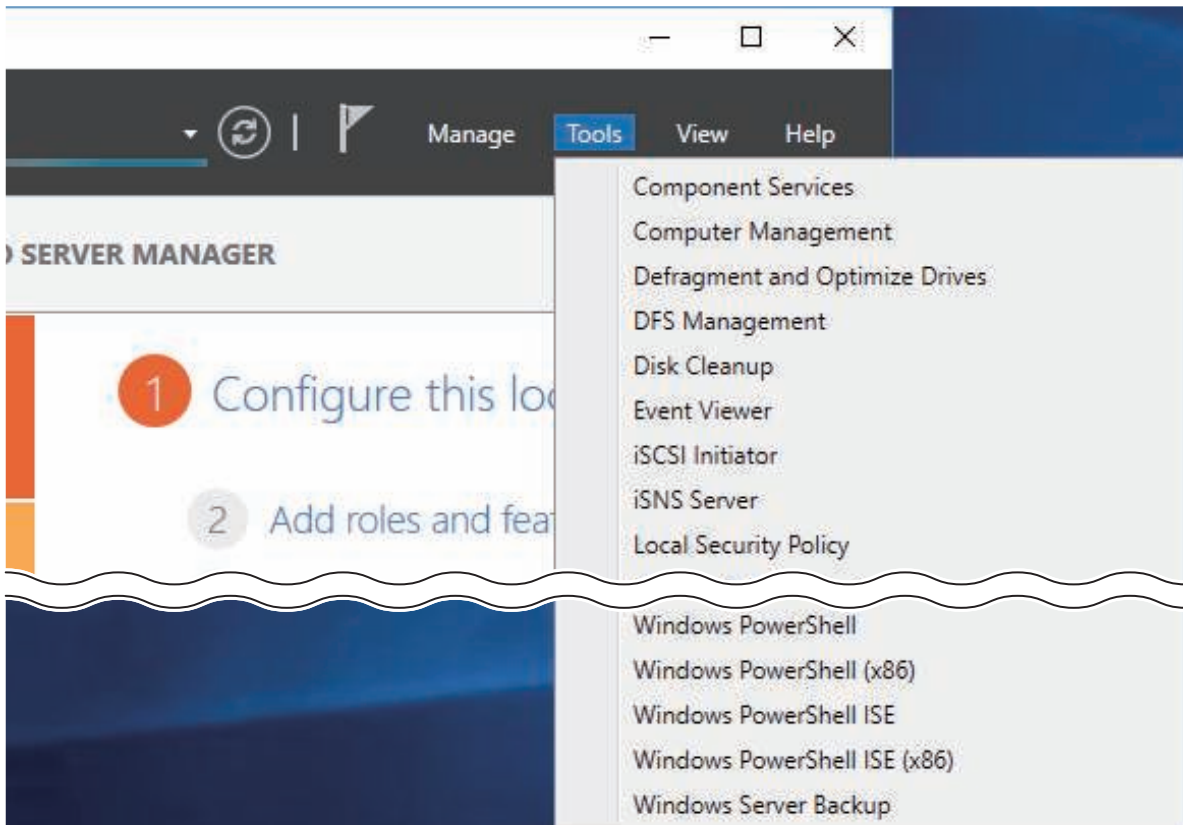 Manage Tools View Help
Component Services
Computer Management
Defragment and Optimize Drives
DFS Management
Disk Cleanup
Event Viewer
iSCSI Initiator
iSNS Server
Local Security Policy
SERVER MANAGER
1 Configure this
2 Add roles and
Windows PowerShell
Windows PowerShell (x86)
Windows PowerShell ISE
Windows PowerShell ISE (x86)
Windows Server Backup